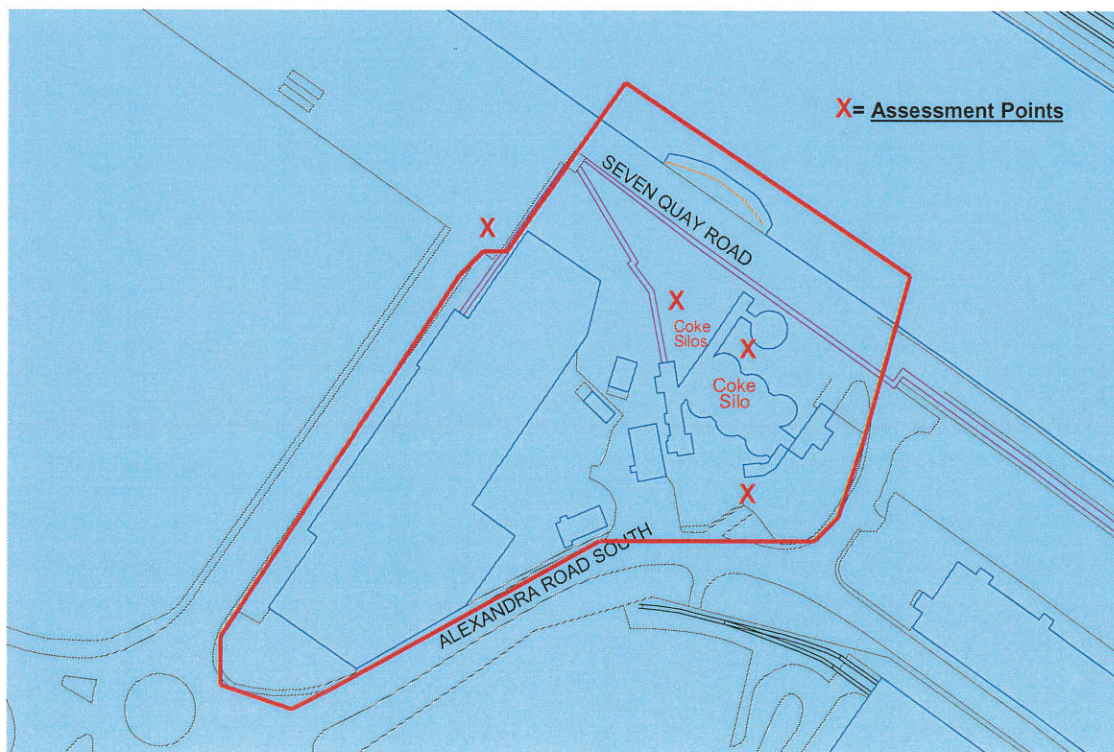 X= Assessment Points
SEVEN QUAY ROAD
X
X
Coke
Silos
X
Coke
Silo
X
ALEXANDRA ROAD SOUTH